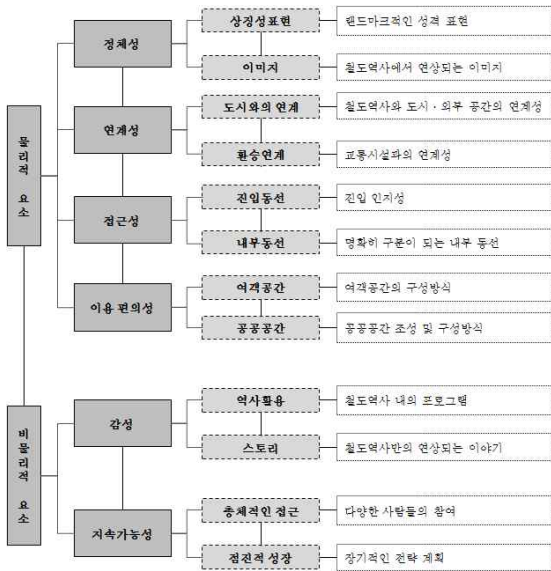 물리적 요소
정체성
상징성표현
랜드마크적인 성격 표현
이미지
철도역사에서 연상되는 이미지
연계성
도시와의 연계
철도역사와 도시·외부 공간의 연계성
환승연계
교통시설과의 연계성
접근성
진입동선
진입 인지성
내부동선
명확히 구분이 되는 내부 동선
이용 편의성
여객공간
여객공간의 구성방식
공공공간
공공공간 조성 및 구성방식
비물리적 요소
감성
역사활용
철도역사 내의 프로그램
스토리
철도역사만의 연상되는 이야기
지속가능성
총체적인 접근
다양한 사람들의 참여
점진적 성장
장기적인 전략 계획